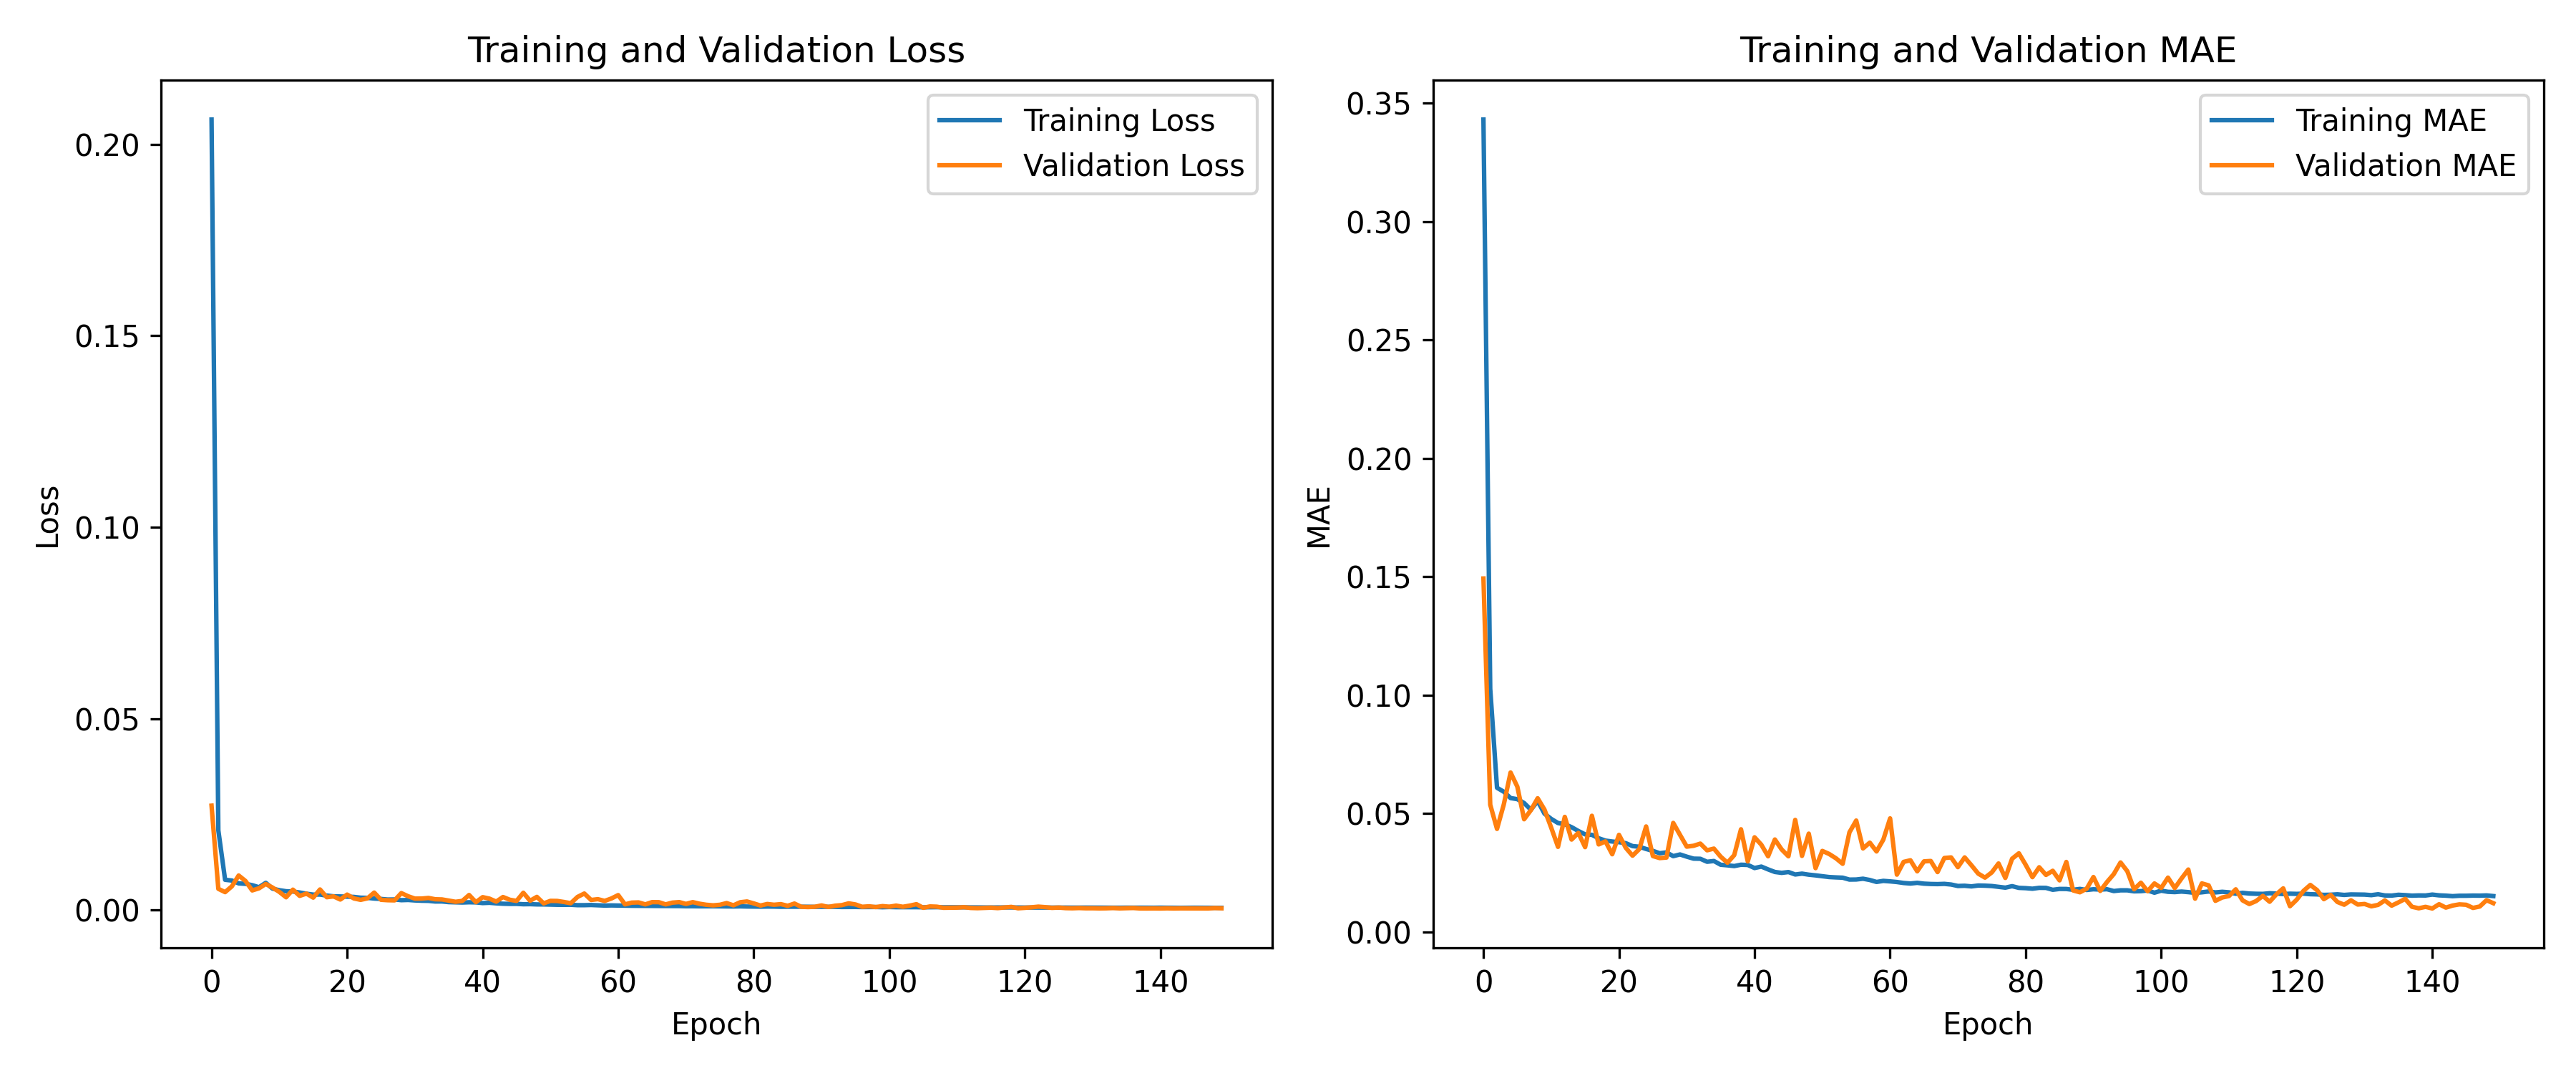 Training and Validation Loss
Training Loss
Validation Loss
0.20
0.15
0.10
0.05
0.00
Loss
0 20 40 60 80 100 120 140
Epoch
Training and Validation MAE
Training MAE
Validation MAE
0.35
0.30
0.25
0.20
0.15
0.10
0.05
0.00
MAE
0 20 40 60 80 100 120 140
Epoch